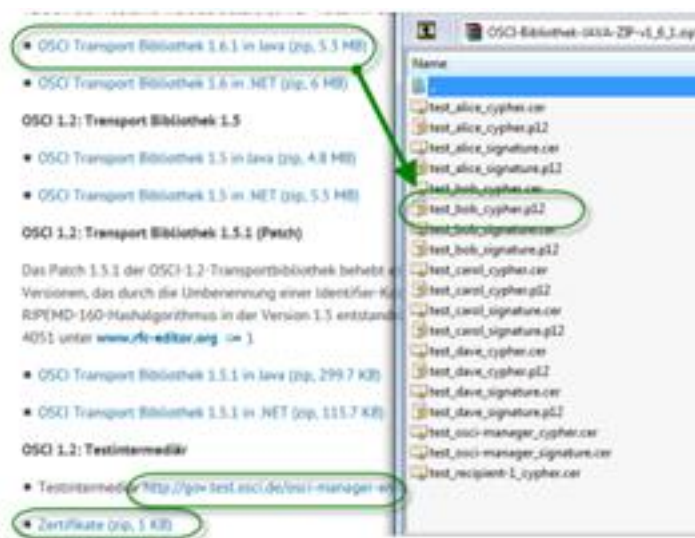 • OSCI Transport Bibliothek 1.6.1 in Java (zip, 5.5 MB)
• OSCI Transport Bibliothek 1.6 in .NET (zip, 6 MB)
OSCI 1.2: Transport Bibliothek 1.5
• OSCI Transport Bibliothek 1.5 in Java (zip, 4.8 MB)
• OSCI Transport Bibliothek 1.5 in .NET (zip, 5.5 MB)
OSCI 1.2: Transport Bibliothek 1.5.1 (Patch)
Das Patch 1.5.1 der OSCI-1.2-Transportbibliothek behebt
Versionen, das durch die Umbenennung einer Identifier-
RIPEMD-160-Hashalgorithmus in der Version 1.5
4051 unter www.rfc-editor.org 1
• OSCI Transport Bibliothek 1.5.1 in Java (zip, 299.7 KB)
• OSCI Transport Bibliothek 1.5.1 in .NET (zip, 115.7 KB)
OSCI 1.2: Testintermediär
• Testintermediär http://gov.test.osci.de/osci-manager-
• Zertifikate (zip, 1 KB)
OSCI-Bibliothek-JAVA-ZIP-v1_6_1.zip
Name
..
test_alice_cypher.cer
test_alice_cypher.p12
test_alice_signature.cer
test_alice_signature.p12
test_bob_cypher.cer
test_bob_cypher.p12
test_bob_signature.cer
test_bob_signature.p12
test_carol_cypher.cer
test_carol_cypher.p12
test_carol_signature.cer
test_carol_signature.p12
test_dave_cypher.cer
test_dave_cypher.p12
test_dave_signature.cer
test_dave_signature.p12
test_osci-manager_cypher.cer
test_osci-manager_signature.cer
test_recipient-1_cypher.cer